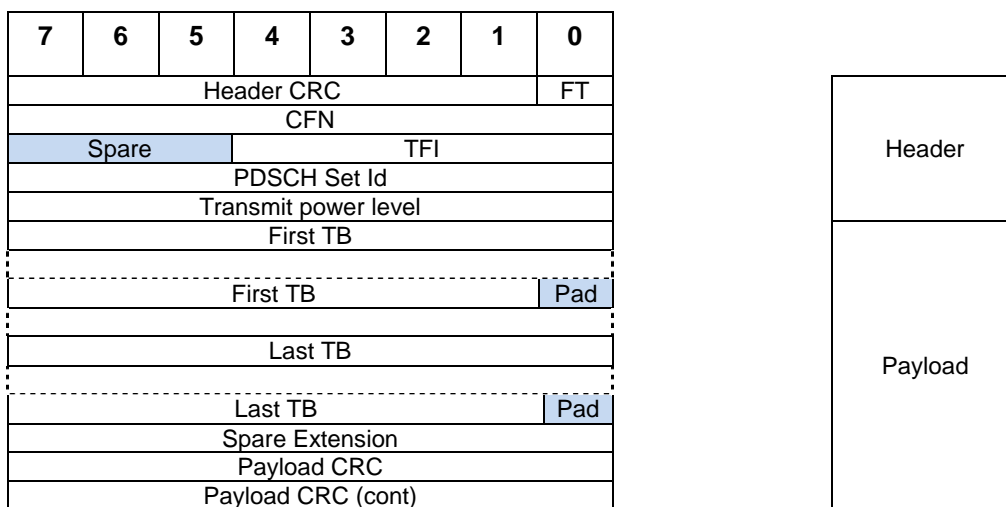 7 6 5 4 3 2 1 0
Header CRC FT
CFN
Spare TFI
PDSCH Set Id
Transmit power level
First TB
First TB Pad
Last TB
Last TB Pad
Spare Extension
Payload CRC
Payload CRC (cont)
Header
Payload